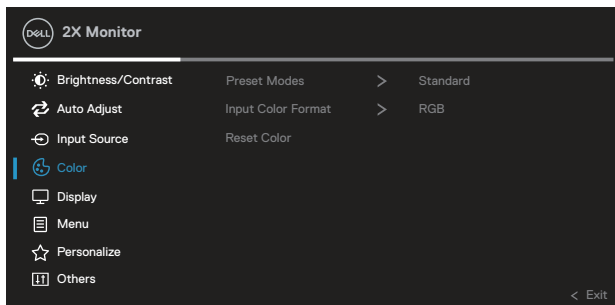 DELL 2X Monitor
Brightness/Contrast Preset Modes > Standard
Auto Adjust Input Color Format > RGB
Input Source Reset Color
Color
Display
Menu
Personalize
Others
< Exit